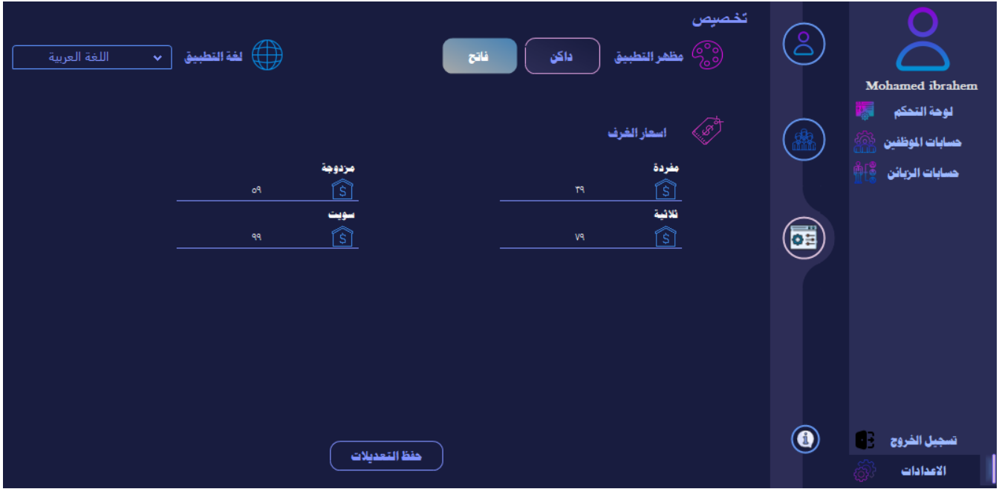 Mohamed ibrahem
لوحة التحكم
حسابات الموظفين
حسابات الزبائن
تسجيل الخروج
الاعدادات
تخصيص
مظهر التطبيق
داكن
فاتح
لغة التطبيق
اللغة العربية
اسعار الغرف
مفردة
٣٩
مزدوجة
٥٩
ثلاثية
٧٩
سويت
٩٩
حفظ التعديلات